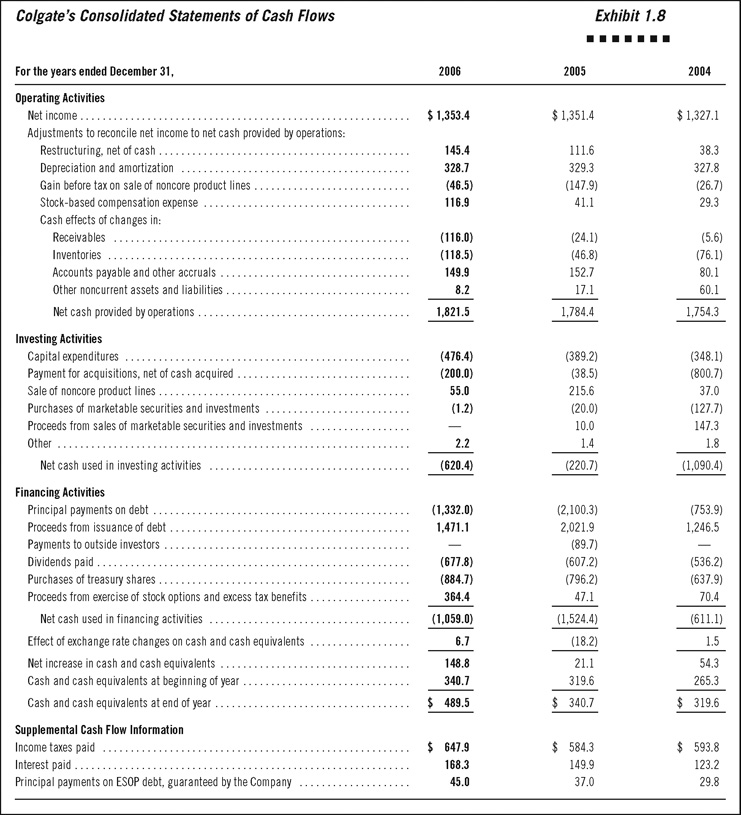 Colgate's Consolidated Statements of Cash Flows Exhibit 1.8
For the years ended December 31, 2006 2005 2004
Operating Activities
Net income $ 1,353.4 $ 1,351.4 $ 1,327.1
Adjustments to reconcile net income to net cash provided by operations:
Restructuring, net of cash 145.4 111.6 38.3
Depreciation and amortization 328.7 329.3 327.8
Gain before tax on sale of noncore product lines (46.5) (147.9) (26.7)
Stock-based compensation expense 116.9 41.1 29.3
Cash effects of changes in:
Receivables (116.0) (24.1) (5.6)
Inventories (118.5) (46.8) (76.1)
Accounts payable and other accruals 149.9 152.7 80.1
Other noncurrent assets and liabilities 8.2 17.1 60.1
Net cash provided by operations 1,821.5 1,784.4 1,754.3
Investing Activities
Capital expenditures (476.4) (389.2) (348.1)
Payment for acquisitions, net of cash acquired (200.0) (38.5) (800.7)
Sale of noncore product lines 55.0 215.6 37.0
Purchases of marketable securities and investments (1.2) (20.0) (127.7)
Proceeds from sales of marketable securities and investments — 10.0 147.3
Other 2.2 1.4 1.8
Net cash used in investing activities (620.4) (220.7) (1,090.4)
Financing Activities
Principal payments on debt (1,332.0) (2,100.3) (753.9)
Proceeds from issuance of debt 1,471.1 2,021.9 1,246.5
Payments to outside investors — (89.7) —
Dividends paid (677.8) (607.2) (536.2)
Purchases of treasury shares (884.7) (796.2) (637.9)
Proceeds from exercise of stock options and excess tax benefits 364.4 47.1 70.4
Net cash used in financing activities (1,059.0) (1,524.4) (611.1)
Effect of exchange rate changes on cash and cash equivalents 6.7 (18.2) 1.5
Net increase in cash and cash equivalents 148.8 21.1 54.3
Cash and cash equivalents at beginning of year 340.7 319.6 265.3
Cash and cash equivalents at end of year $ 489.5 $ 340.7 $ 319.6
Supplemental Cash Flow Information
Income taxes paid $ 647.9 $ 584.3 $ 593.8
Interest paid 168.3 149.9 123.2
Principal payments on ESOP debt, guaranteed by the Company 45.0 37.0 29.8